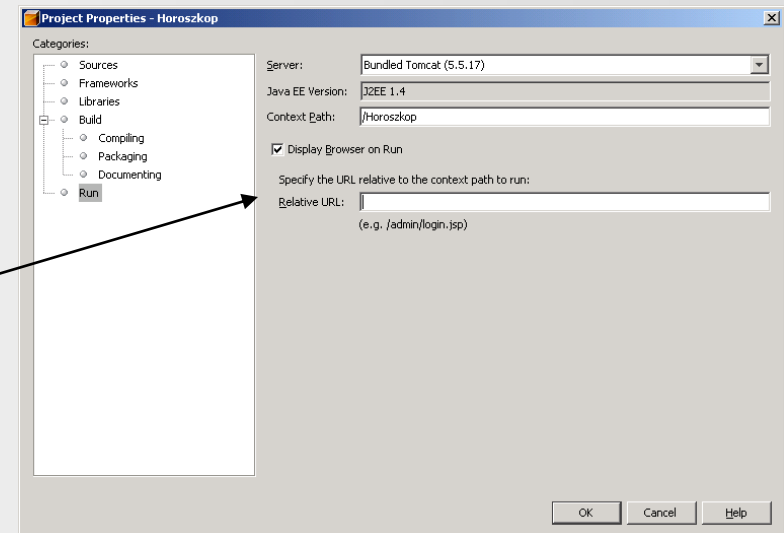 Project Properties - Horoszkop
Categories:
Sources
Frameworks
Libraries
Build
Compiling
Packaging
Documenting
Run
Server: Bundled Tomcat (5.5.17)
Java EE Version: J2EE 1.4
Context Path: /Horoszkop
Display Browser on Run
Specify the URL relative to the context path to run:
Relative URL:
(e.g. /admin/login.jsp)
OK Cancel Help